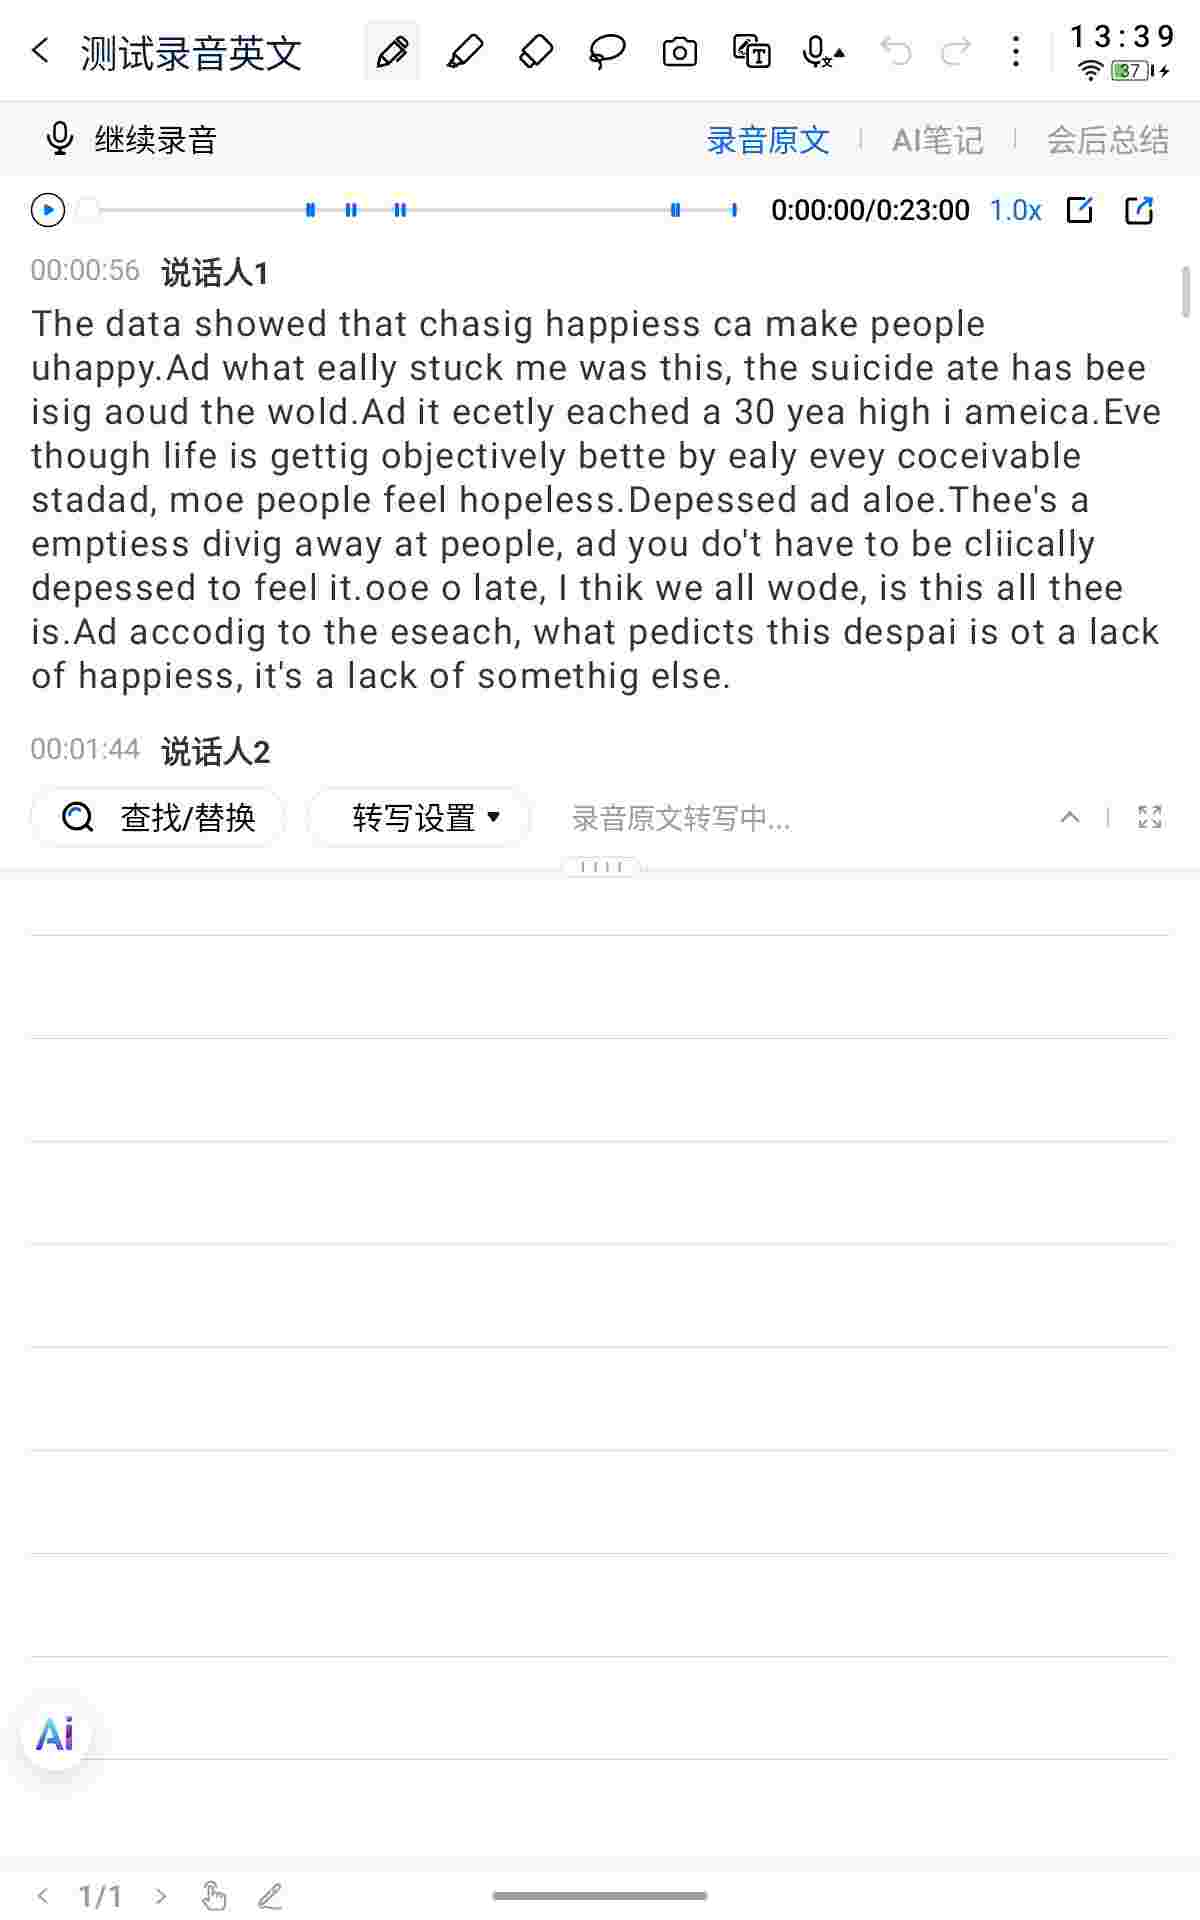 测试录音英文
13:39
37
继续录音
录音原文
AI笔记
会后总结
0:00:00/0:23:00 1.0x
00:00:56 说话人1
The data showed that chasig happiess ca make people
uhappy.Ad what eally stuck me was this, the suicide ate has bee
isig aoud the wold.Ad it ecetly eached a 30 yea high i ameica.Eve
though life is gettig objectively bette by ealy evey coceivable
stadad, moe people feel hopeless.Depessed ad aloe.Thee's a
emptiess divig away at people, ad you do't have to be cliically
depessed to feel it.ooe o late, I thik we all wode, is this all thee
is.Ad accodig to the eseach, what pedicts this despai is ot a lack
of happiess, it's a lack of somethig else.
00:01:44 说话人2
查找/替换
转写设置
录音原文转写中...
Ai
1/1